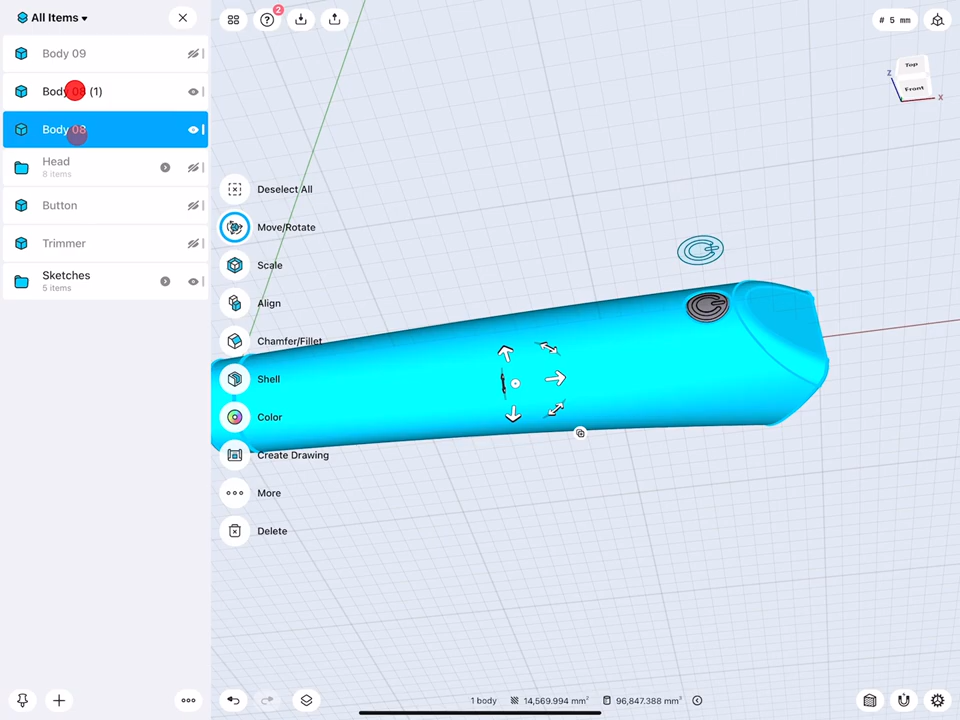 All Items
Body 09
Body 08 (1)
Body 08
Head
8 items
Button
Trimmer
Sketches
5 items
2
# 5 mm
Top
Front
Z
X
Deselect All
Move/Rotate
Scale
Align
Chamfer/Fillet
Shell
Color
Create Drawing
More
Delete
1 body 14,569.994 mm² 96,847.388 mm³